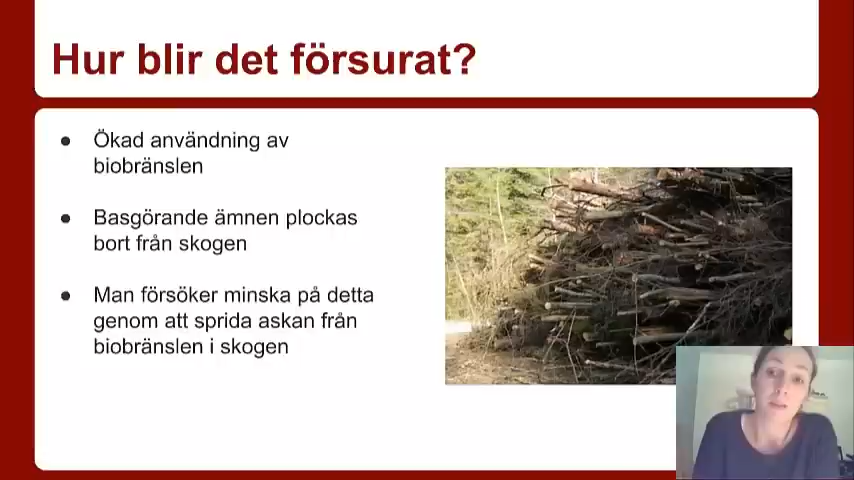 Hur blir det försurat?
● Ökad användning av
biobränslen
● Basgörande ämnen plockas
bort från skogen
● Man försöker minska på detta
genom att sprida askan från
biobränslen i skogen